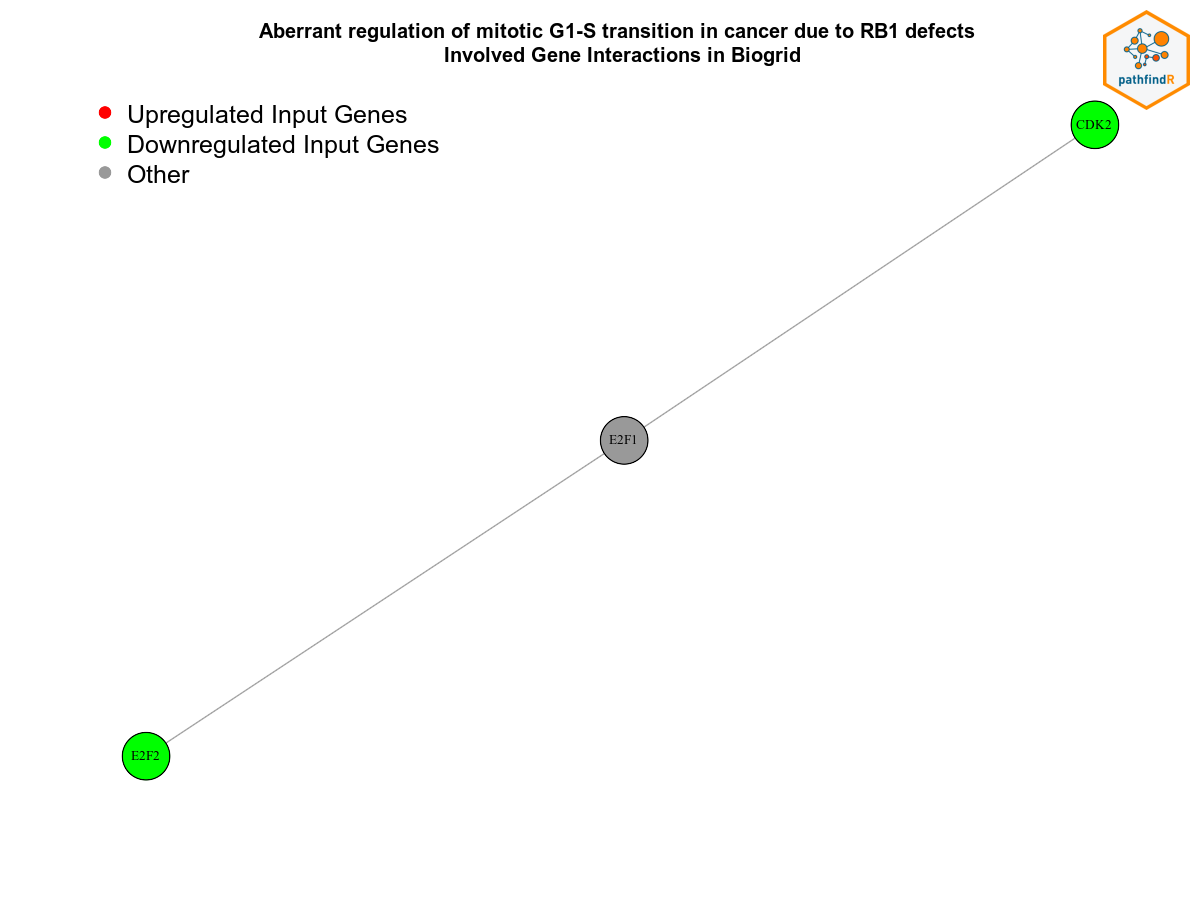 Aberrant regulation of mitotic G1-S transition in cancer due to RB1 defects
Involved Gene Interactions in Biogrid
pathfindR
Upregulated Input Genes
Downregulated Input Genes
Other
CDK2
E2F1
E2F2